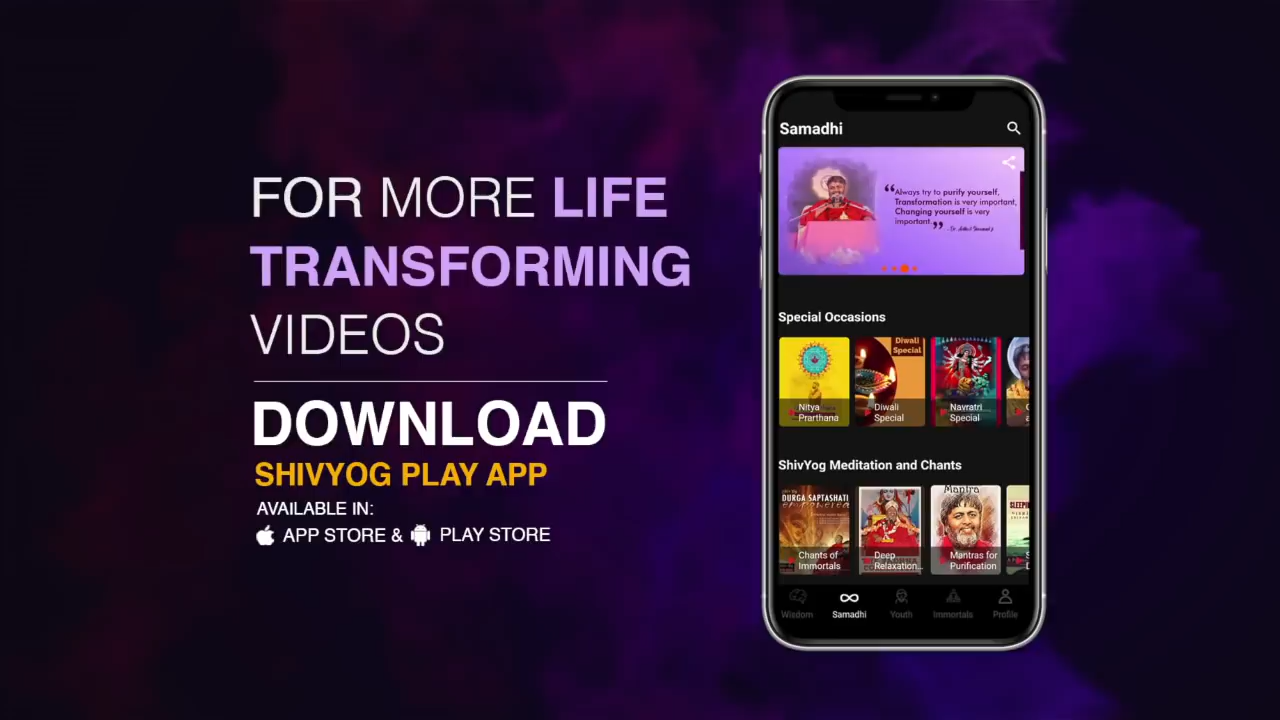 FOR MORE LIFE
TRANSFORMING
VIDEOS
DOWNLOAD
SHIVYOG PLAY APP
AVAILABLE IN:
APP STORE & PLAY STORE
Samadhi
“Always try to purify yourself,
Transformation is very important,
Changing yourself is very
important.”
Special Occasions
Diwali
Special
Nitya
Prarthana
Diwali
Special
Navratri
Special
ShivYog Meditation and Chants
DURGA SAPTASHATI
Mantra
Chants of
Immortals
Deep
Relaxation...
Mantras for
Purification
Wisdom
Samadhi
Youth
Immortals
Profile